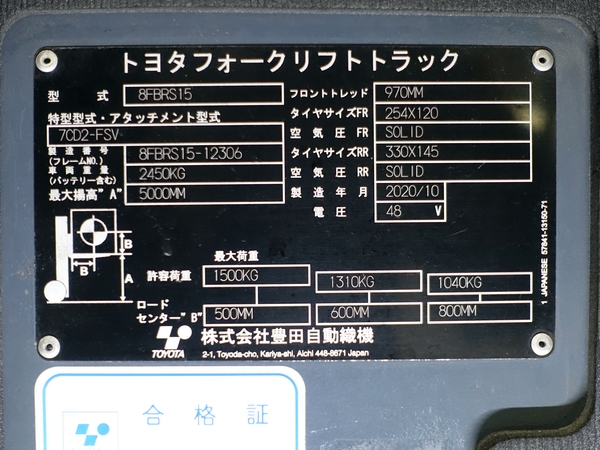 トヨタフォークリフトトラック
型式 8FBRS15
特型型式・アタッチメント型式
7CD2-FSV
製造番号
(フレームNO.) 8FBRS15-12306
車両重量
(バッテリー含む) 2450KG
最大揚高"A" 5000MM
フロントトレッド 970MM
タイヤサイズFR 254X120
空気圧FR SOLID
タイヤサイズRR 330X145
空気圧RR SOLID
製造年月 2020/10
電圧 48 V
B
B
A
最大荷重
許容荷重 1500KG 1310KG 1040KG
ロード
センター"B" 500MM 600MM 800MM
TOYOTA
株式会社豊田自動織機
2-1, Toyoda-cho, Kariya-shi, Aichi 448-8671 Japan
1 JAPANESE 57841-13150-71
合格証